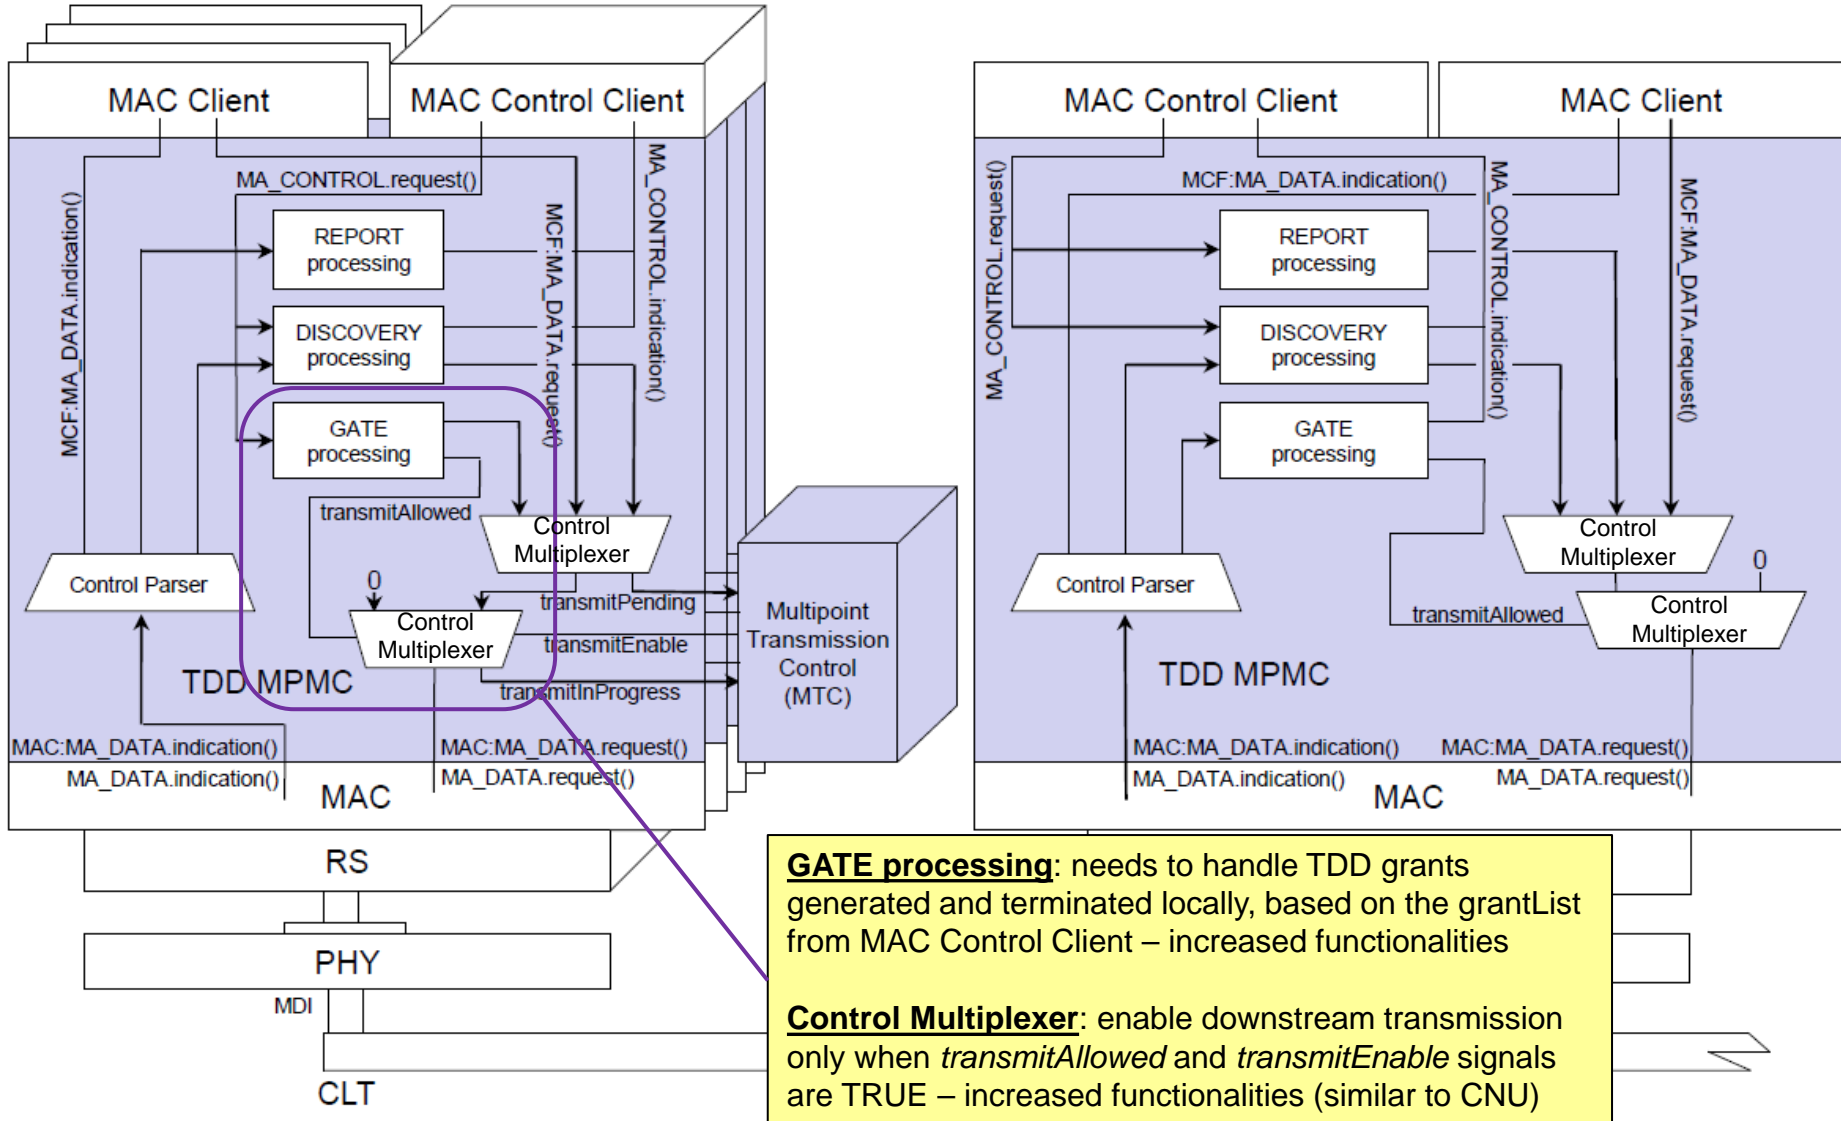 MAC Client
MAC Control Client
MA_CONTROL.request()
MCF:MA_DATA.indication()
MCF:MA_DATA.request()
MA_CONTROL.indication()
REPORT
processing
DISCOVERY
processing
GATE
processing
transmitAllowed
Control
Multiplexer
Control Parser
0
Control
Multiplexer
transmitPending
transmitEnable
transmitInProgress
TDD MPMC
Multipoint
Transmission
Control
(MTC)
MAC:MA_DATA.indication()
MAC:MA_DATA.request()
MA_DATA.indication()
MA_DATA.request()
MAC
RS
PHY
MDI
CLT
MAC Control Client
MAC Client
MA_CONTROL.request()
MCF:MA_DATA.indication()
MA_CONTROL.indication()
MCF:MA_DATA.request()
REPORT
processing
DISCOVERY
processing
GATE
processing
Control
Multiplexer
0
Control Parser
transmitAllowed
Control
Multiplexer
TDD MPMC
MAC:MA_DATA.indication()
MAC:MA_DATA.request()
MA_DATA.indication()
MA_DATA.request()
MAC
GATE processing: needs to handle TDD grants
generated and terminated locally, based on the grantList
from MAC Control Client – increased functionalities
Control Multiplexer: enable downstream transmission
only when transmitAllowed and transmitEnable signals
are TRUE – increased functionalities (similar to CNU)